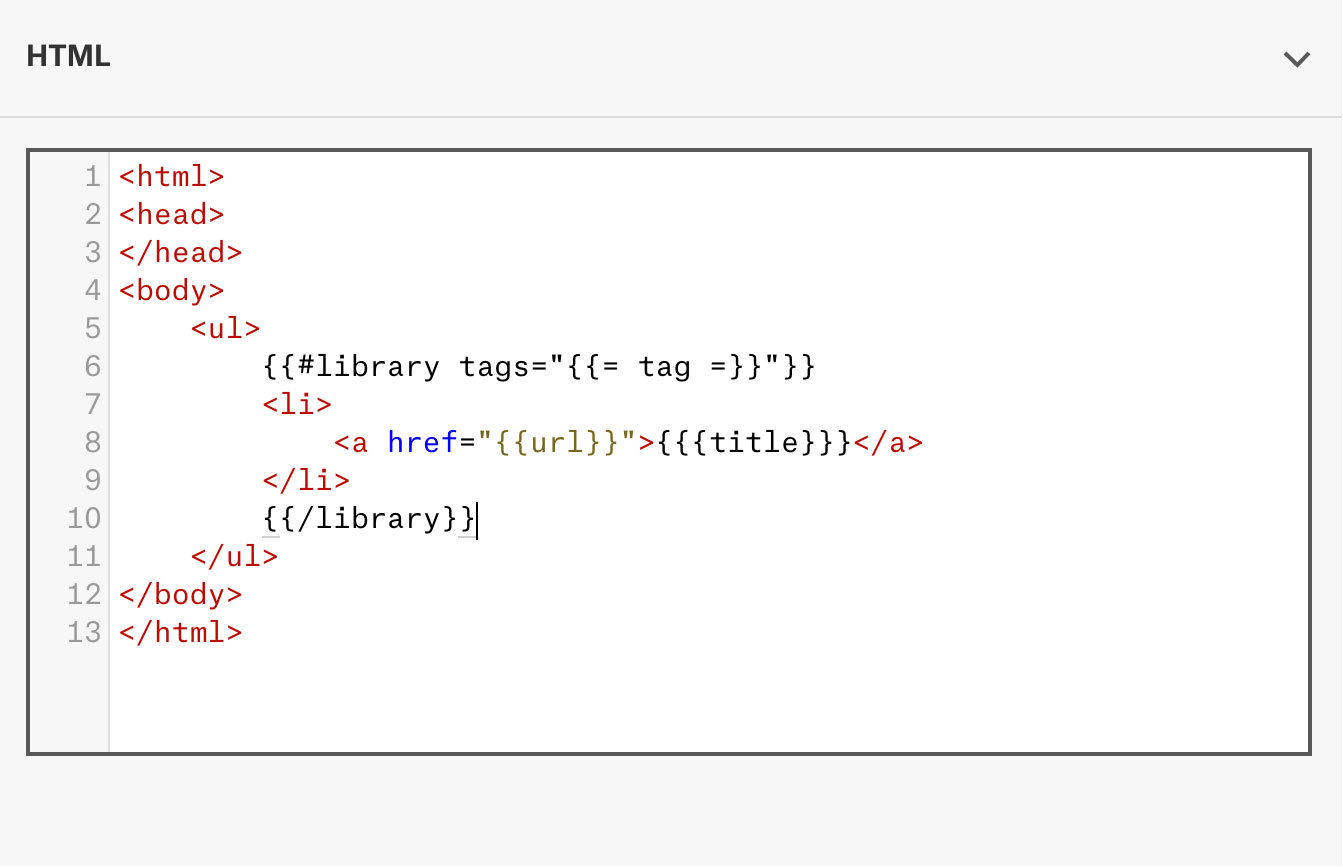 HTML
1 <html>
2 <head>
3 </head>
4 <body>
5     <ul>
6         {{#library tags="{{= tag =}}"}}
7         <li>
8             <a href="{{url}}">{{{title}}}</a>
9         </li>
10         {{/library}}
11     </ul>
12 </body>
13 </html>